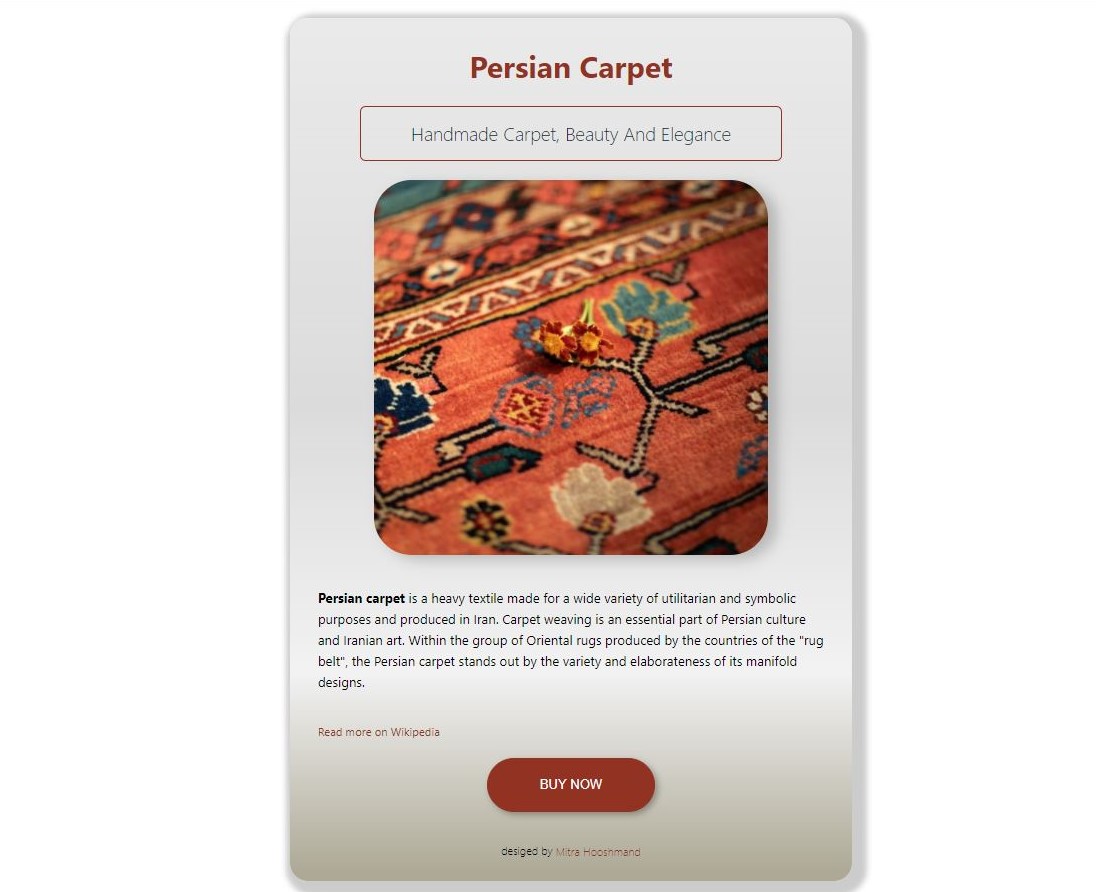 Persian Carpet
Handmade Carpet, Beauty And Elegance
Persian carpet is a heavy textile made for a wide variety of utilitarian and symbolic
purposes and produced in Iran. Carpet weaving is an essential part of Persian culture
and Iranian art. Within the group of Oriental rugs produced by the countries of the "rug
belt", the Persian carpet stands out by the variety and elaborateness of its manifold
designs.
Read more on Wikipedia
BUY NOW
desiged by Mitra Hooshmand